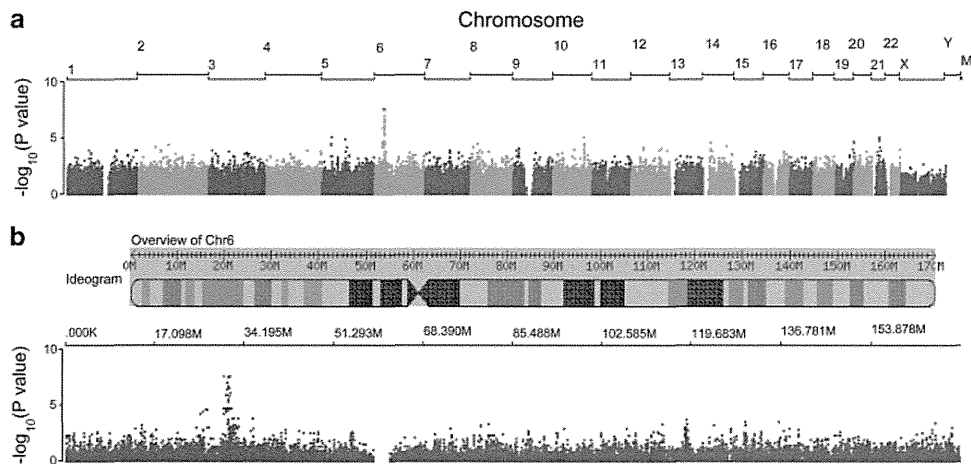 a
Chromosome
2 4 6 8 10 12 14 16 18 20 22 Y
1 3 5 7 9 11 13 15 17 19 21 X M
10
5
0
-log10(P value)
b
Overview of Chr6
0M 10M 20M 30M 40M 50M 60M 70M 80M 90M 100M 110M 120M 130M 140M 150M 160M 170M
Ideogram
.000K 17,098M 34.195M 51.293M 68.390M 85.488M 102.585M 119.683M 136.781M 153.878M
10
5
0
-log10(P value)